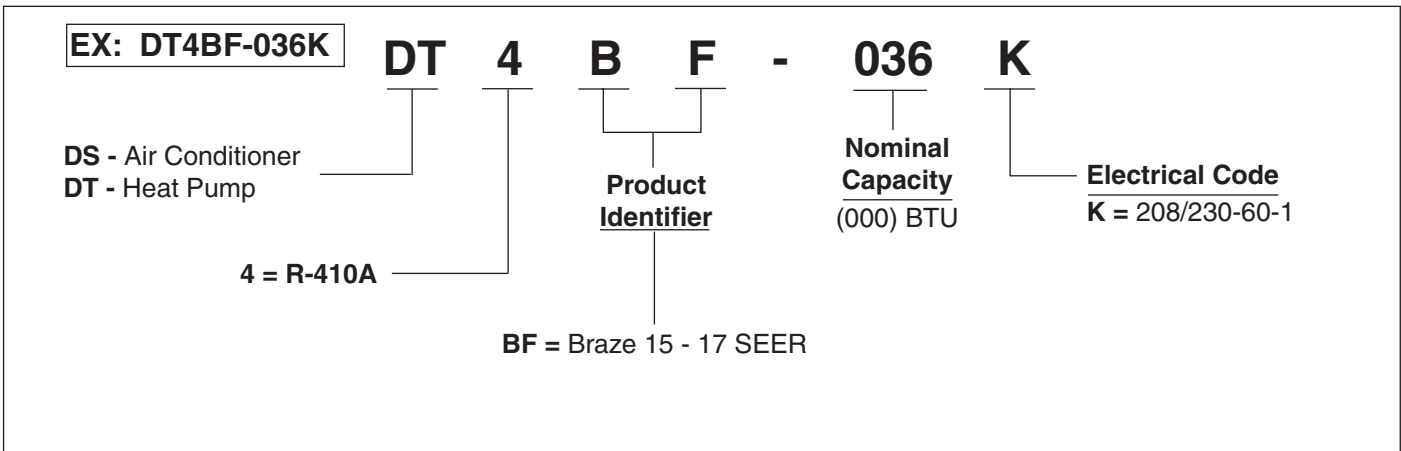 EX: DT4BF-036K
DT 4 B F - 036 K
DS - Air Conditioner
DT - Heat Pump
4 = R-410A
Product
Identifier
BF = Braze 15 - 17 SEER
Nominal
Capacity
(000) BTU
Electrical Code
K = 208/230-60-1